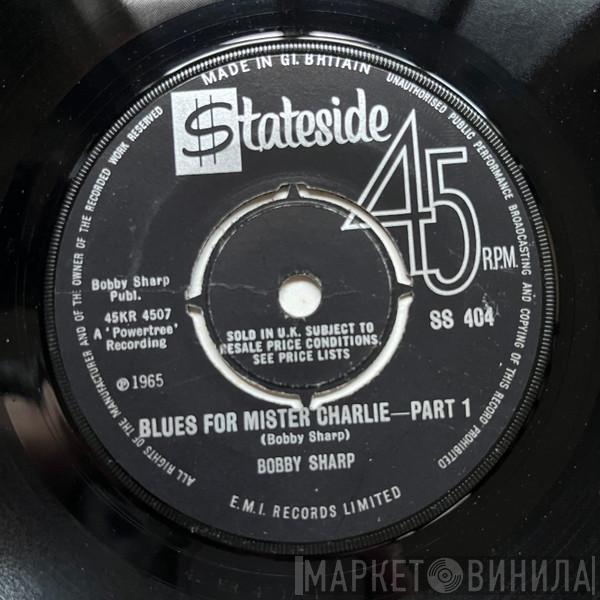 MADE IN GT. BRITAIN
UNAUTHORISED PUBLIC PERFORMANCE BROADCASTING AND COPYING OF THIS RECORD PROHIBITED
ALL RIGHTS OF THE MANUFACTURER AND OF THE OWNER OF THE RECORDED WORK RESERVED
$tateside
45
R.P.M.
Bobby Sharp
Publ.
45KR 4507
A 'Powertree'
Recording
℗ 1965
SS 404
SOLD IN U.K. SUBJECT TO
RESALE PRICE CONDITIONS,
SEE PRICE LISTS
BLUES FOR MISTER CHARLIE—PART 1
(Bobby Sharp)
BOBBY SHARP
E.M.I. RECORDS LIMITED
МАРКЕТ ВИНИЛА